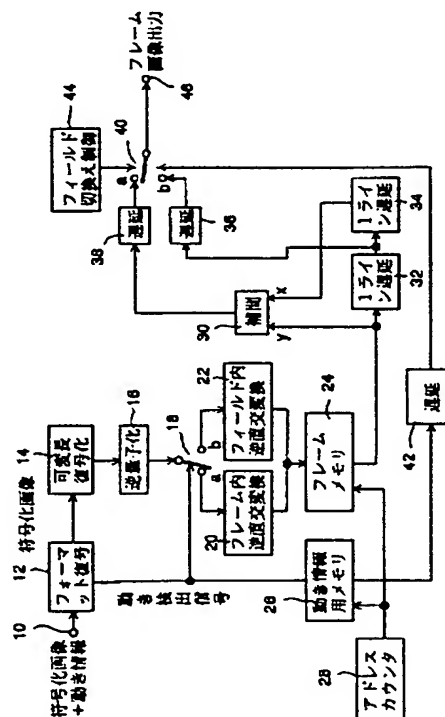 符号化画像
+動き情報
10
12
フォーマ
ット復号
符号化画像
14
可変長
復号化
16
逆量子化
18
a
b
動き検出信号
20
フレーム内
逆直交変換
22
フィールド内
逆直交変換
24
フレーム
メモリ
26
動き情報
用メモリ
28
アドレス
カウンタ
30
補間
x
y
32
1ライン遅延
34
1ライン遅延
36
遅延
38
遅延
40
a
b
42
遅延
44
フィールド
切換え制御
46
フレーム
画像出力